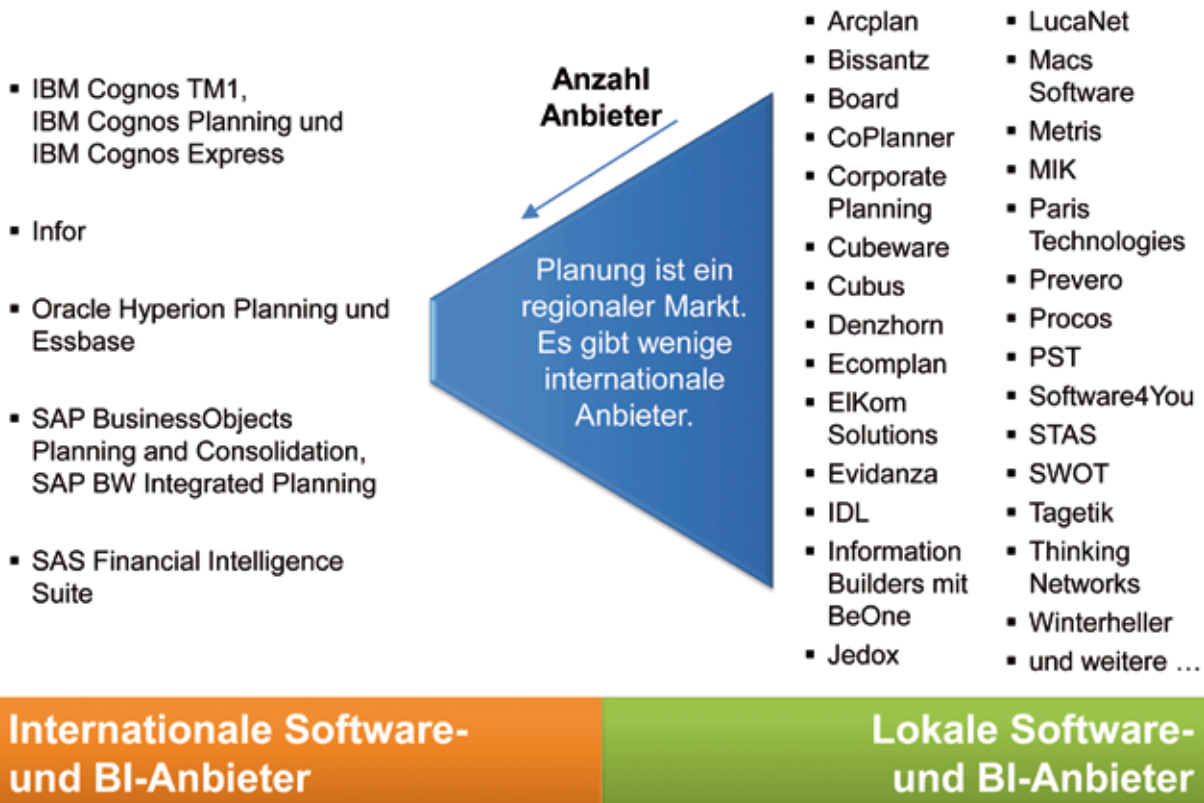 ▪ IBM Cognos TM1,
IBM Cognos Planning und
IBM Cognos Express
▪ Infor
▪ Oracle Hyperion Planning und
Essbase
▪ SAP BusinessObjects
Planning and Consolidation,
SAP BW Integrated Planning
▪ SAS Financial Intelligence
Suite
Anzahl
Anbieter
Planung ist ein
regionaler Markt.
Es gibt wenige
internationale
Anbieter.
▪ Arcplan
▪ Bissantz
▪ Board
▪ CoPlanner
▪ Corporate
Planning
▪ Cubeware
▪ Cubus
▪ Denzhorn
▪ Ecomplan
▪ ElKom
Solutions
▪ Evidanza
▪ IDL
▪ Information
Builders mit
BeOne
▪ Jedox
▪ LucaNet
▪ Macs
Software
▪ Metris
▪ MIK
▪ Paris
Technologies
▪ Prevero
▪ Procos
▪ PST
▪ Software4You
▪ STAS
▪ SWOT
▪ Tagetik
▪ Thinking
Networks
▪ Winterheller
▪ und weitere …
Internationale Software-
und BI-Anbieter
Lokale Software-
und BI-Anbieter